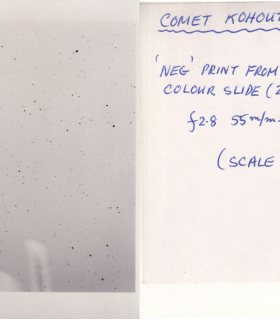 COMET KOHOUT
'NEG' PRINT FROM
COLOUR SLIDE (2
f2.8 55m/m.
(SCALE